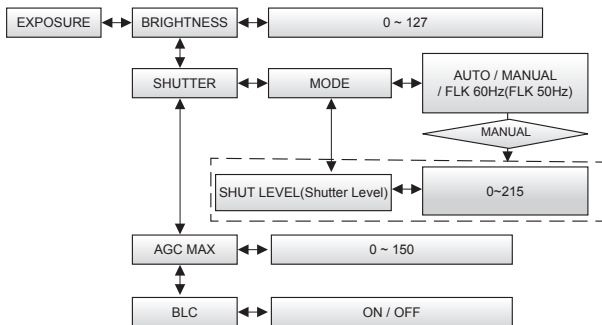 EXPOSURE
BRIGHTNESS
0 ~ 127
SHUTTER
MODE
AUTO / MANUAL
/ FLK 60Hz(FLK 50Hz)
MANUAL
SHUT LEVEL(Shutter Level)
0~215
AGC MAX
0 ~ 150
BLC
ON / OFF